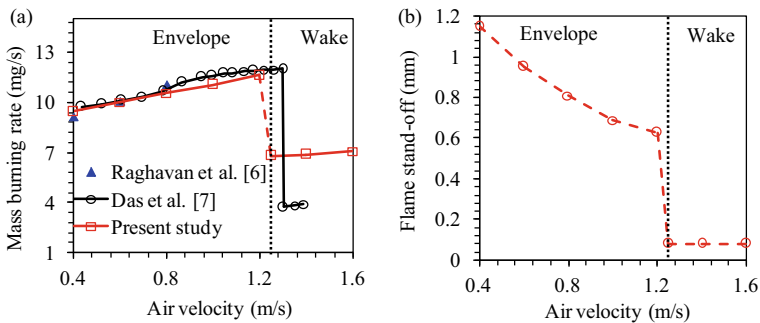 (a)
Mass burning rate (mg/s)
15
13
10
7
4
1
Envelope
Wake
Raghavan et al. [6]
Das et al. [7]
Present study
0.4
0.8
1.2
1.6
Air velocity (m/s)
(b)
Flame stand-off (mm)
1.2
1
0.8
0.6
0.4
0.2
0
Envelope
Wake
0.4
0.8
1.2
1.6
Air velocity (m/s)